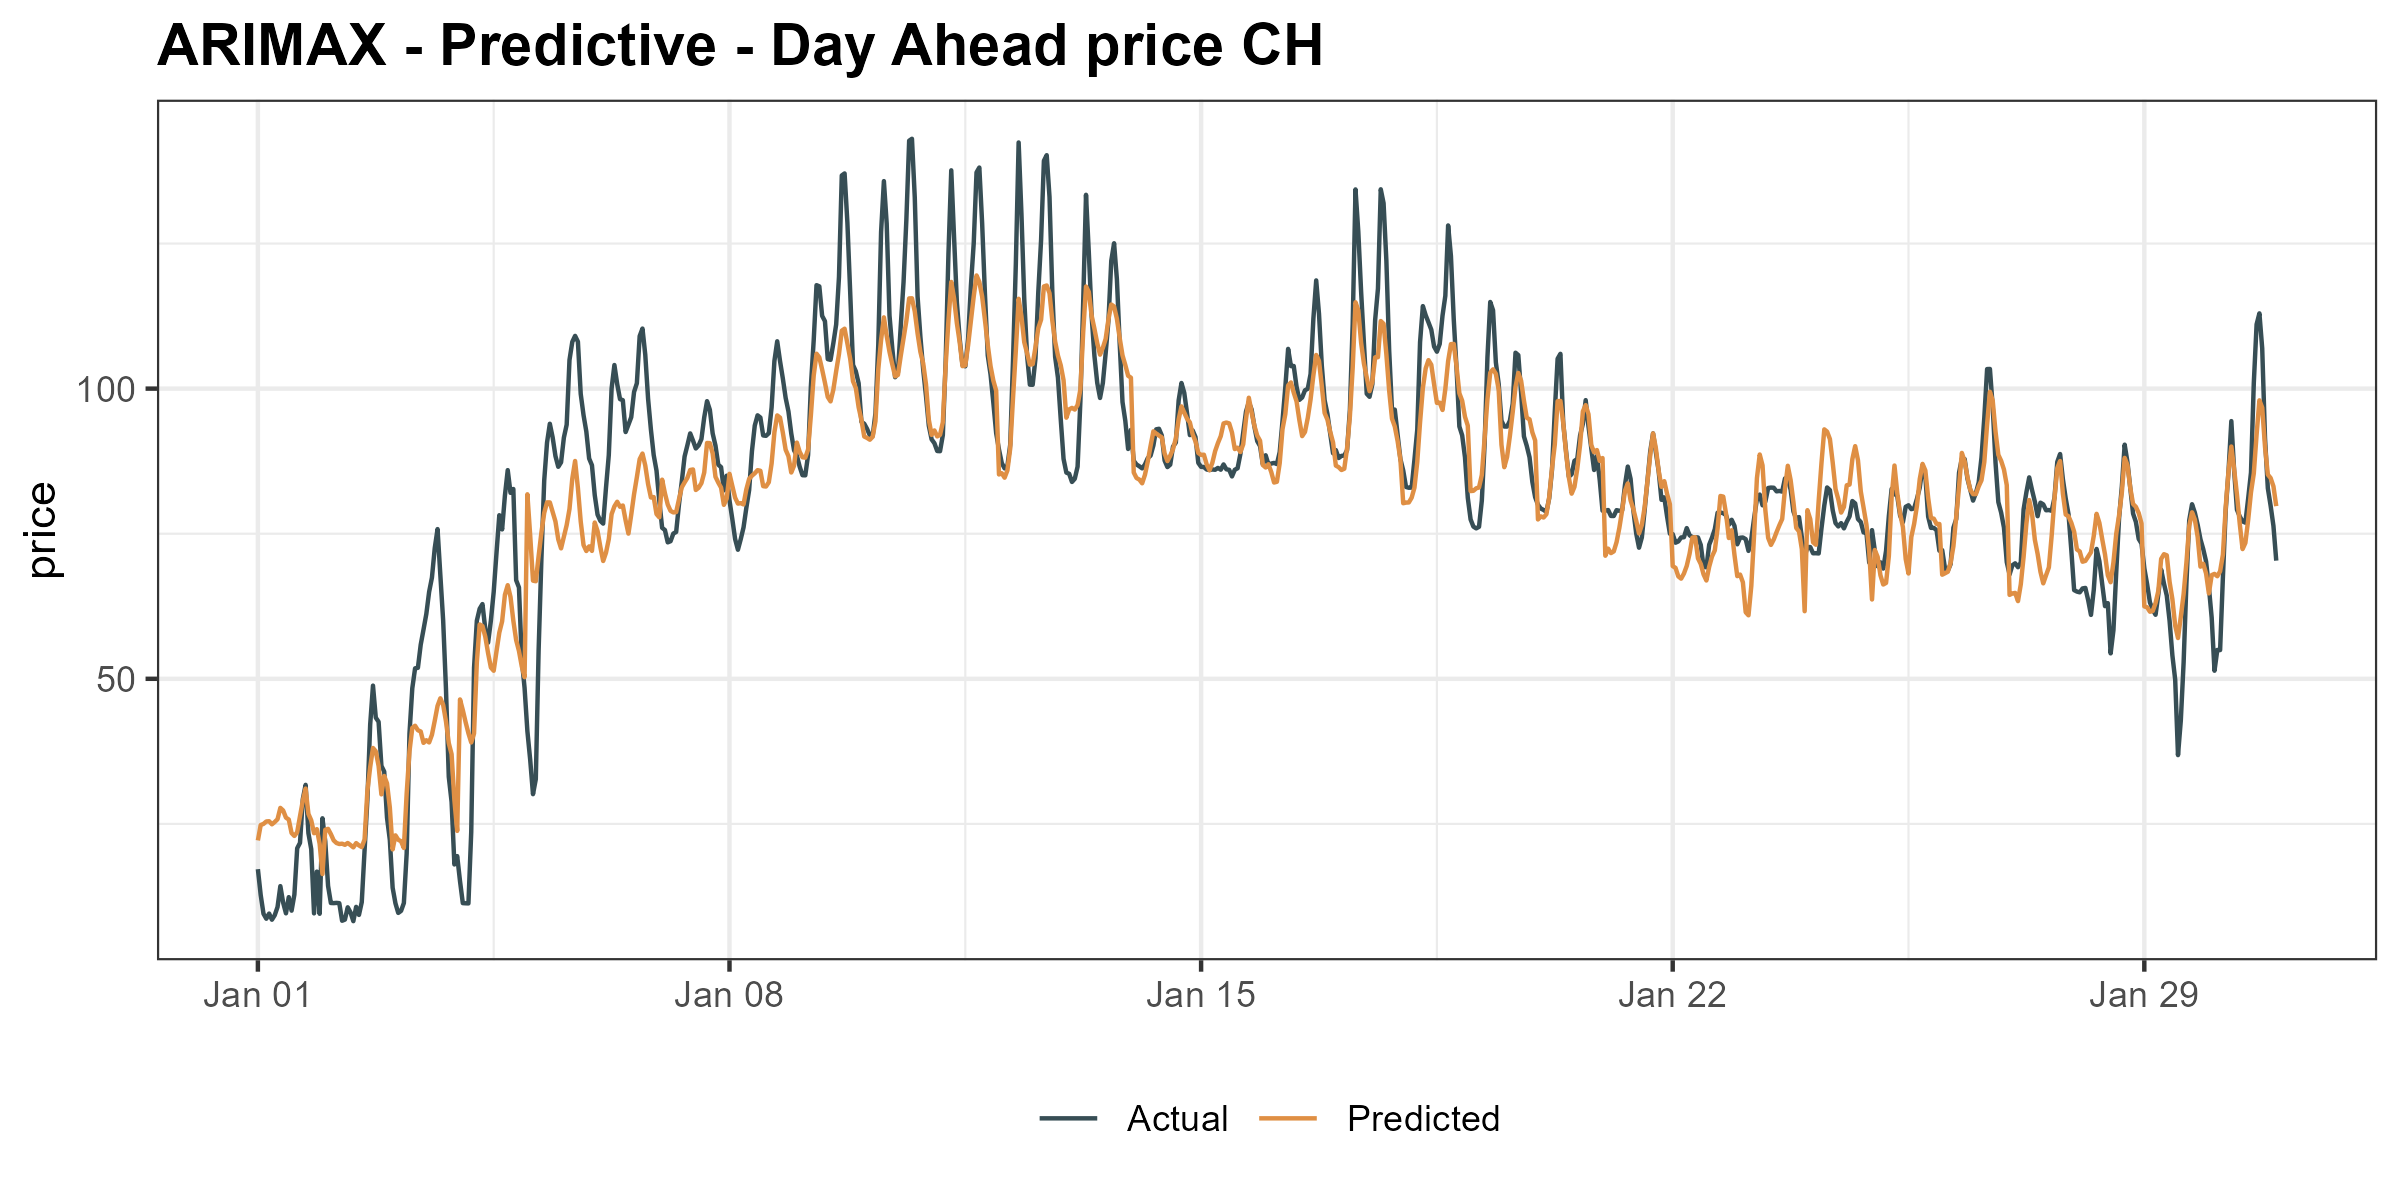 ARIMAX - Predictive - Day Ahead price CH
price
100
50
Jan 01 Jan 08 Jan 15 Jan 22 Jan 29
Actual Predicted